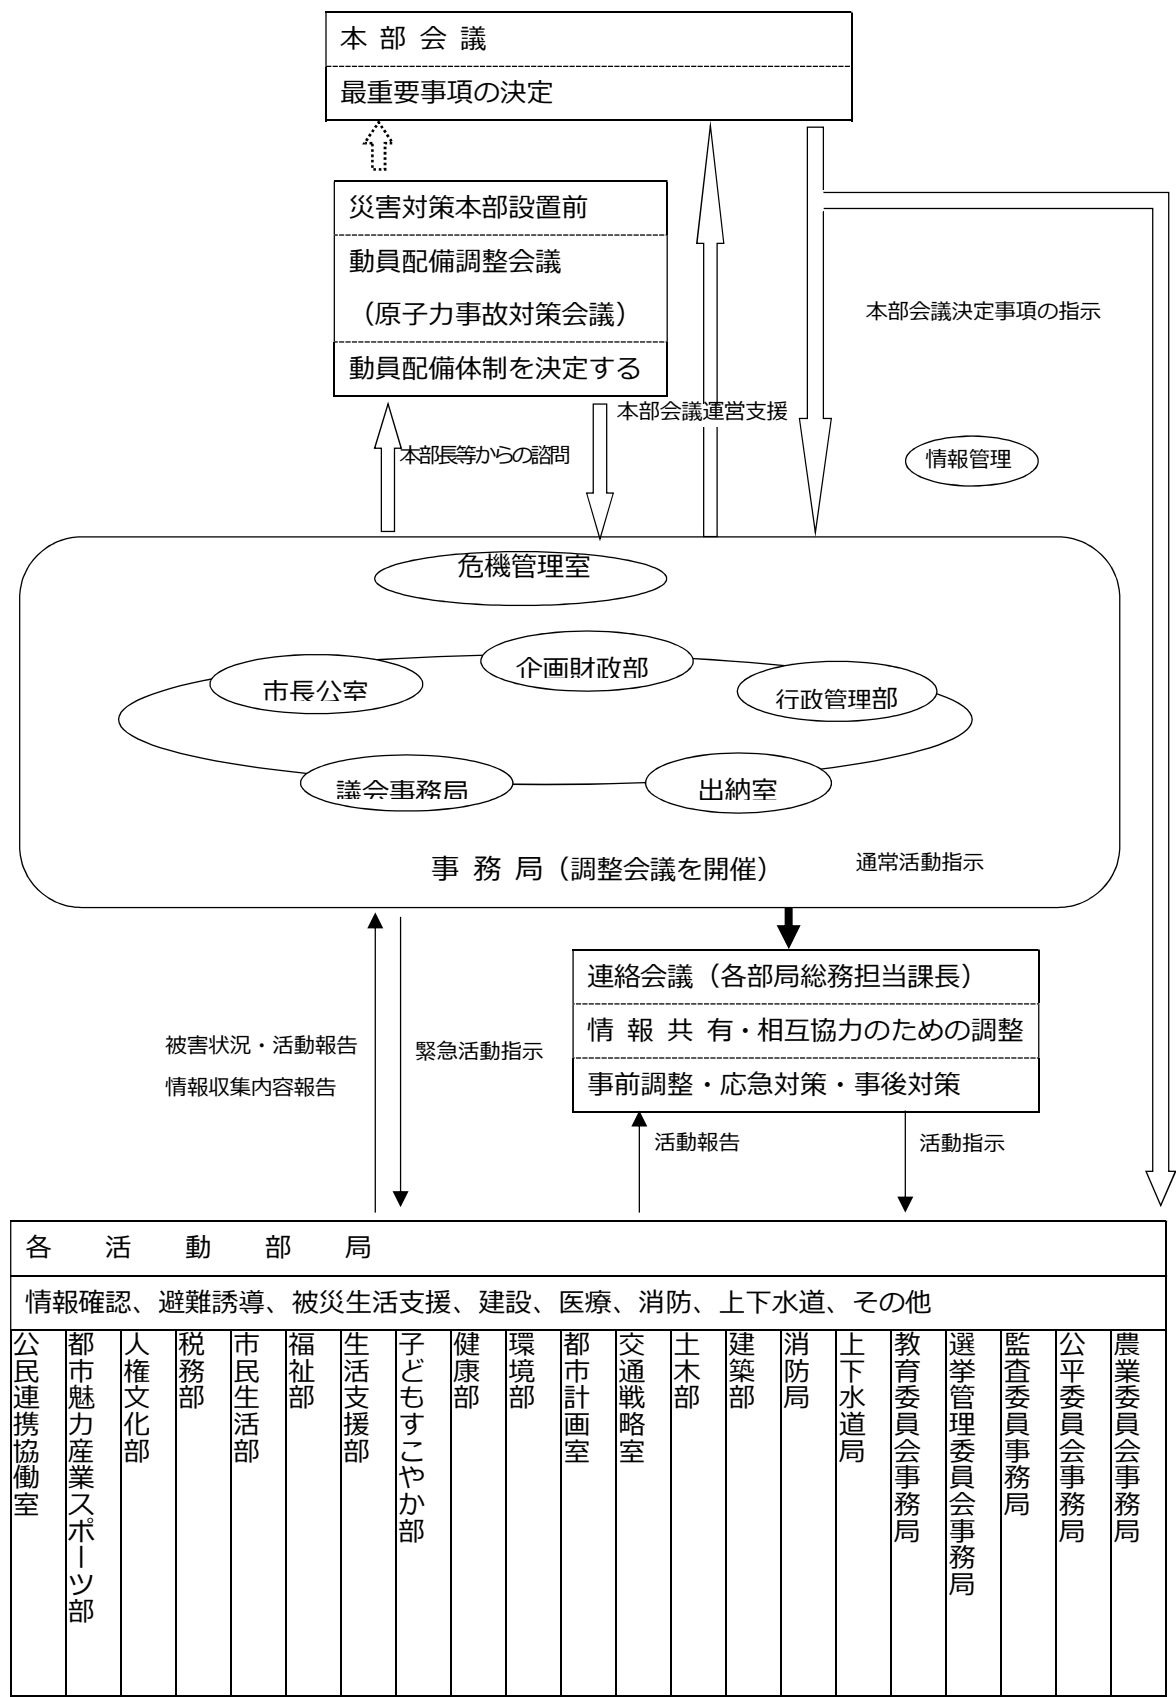 本 部 会 議
最重要事項の決定
災害対策本部設置前
動員配備調整会議
（原子力事故対策会議）
動員配備体制を決定する
本部会議決定事項の指示
本部会議運営支援
本部長等からの諮問
情報管理
危機管理室
企画財政部
市長公室
行政管理部
議会事務局
出納室
事 務 局（調整会議を開催）
通常活動指示
連絡会議（各部局総務担当課長）
情 報 共 有・相互協力のための調整
事前調整・応急対策・事後対策
被害状況・活動報告
情報収集内容報告
緊急活動指示
活動報告
活動指示
各 活 動 部 局
情報確認、避難誘導、被災生活支援、建設、医療、消防、上下水道、その他
公民連携協働室
都市魅力産業スポーツ部
人権文化部
税務部
市民生活部
福祉部
生活支援部
子どもすこやか部
健康部
環境部
都市計画室
交通戦略室
土木部
建築部
消防局
上下水道局
教育委員会事務局
選挙管理委員会事務局
監査委員事務局
公平委員会事務局
農業委員会事務局